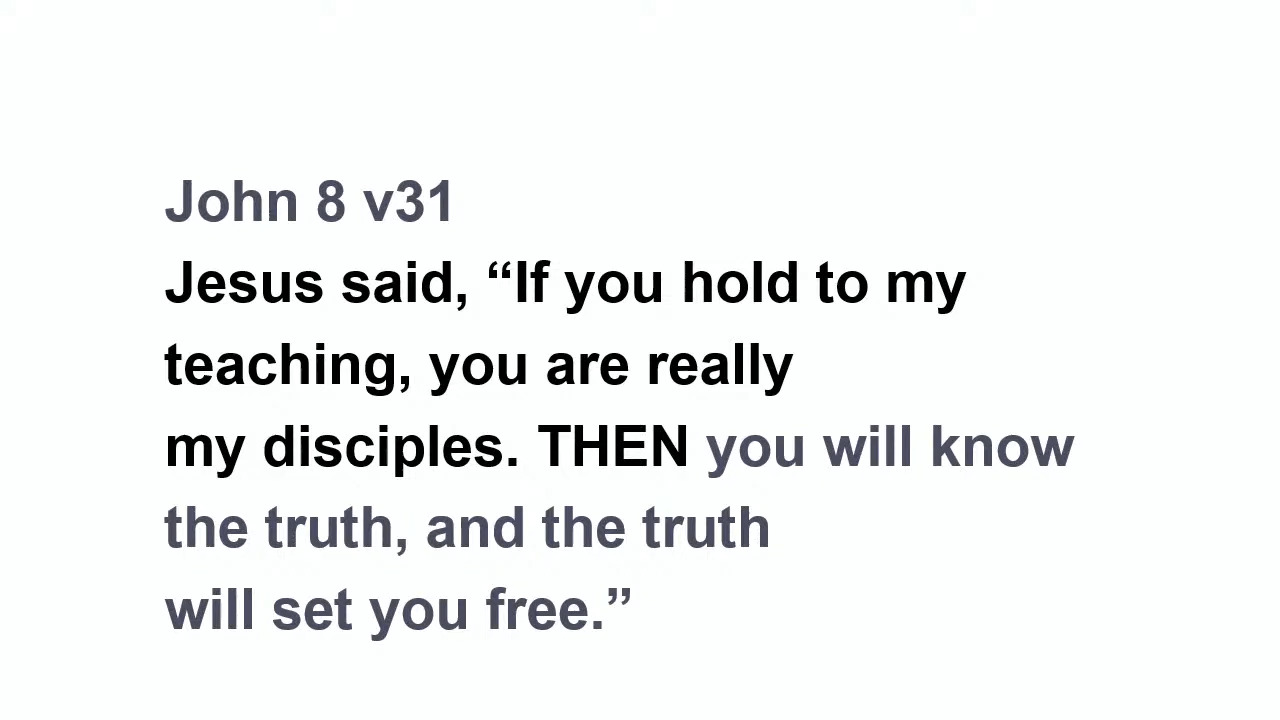 John 8 v31
Jesus said, “If you hold to my
teaching, you are really
my disciples. THEN you will know
the truth, and the truth
will set you free.”